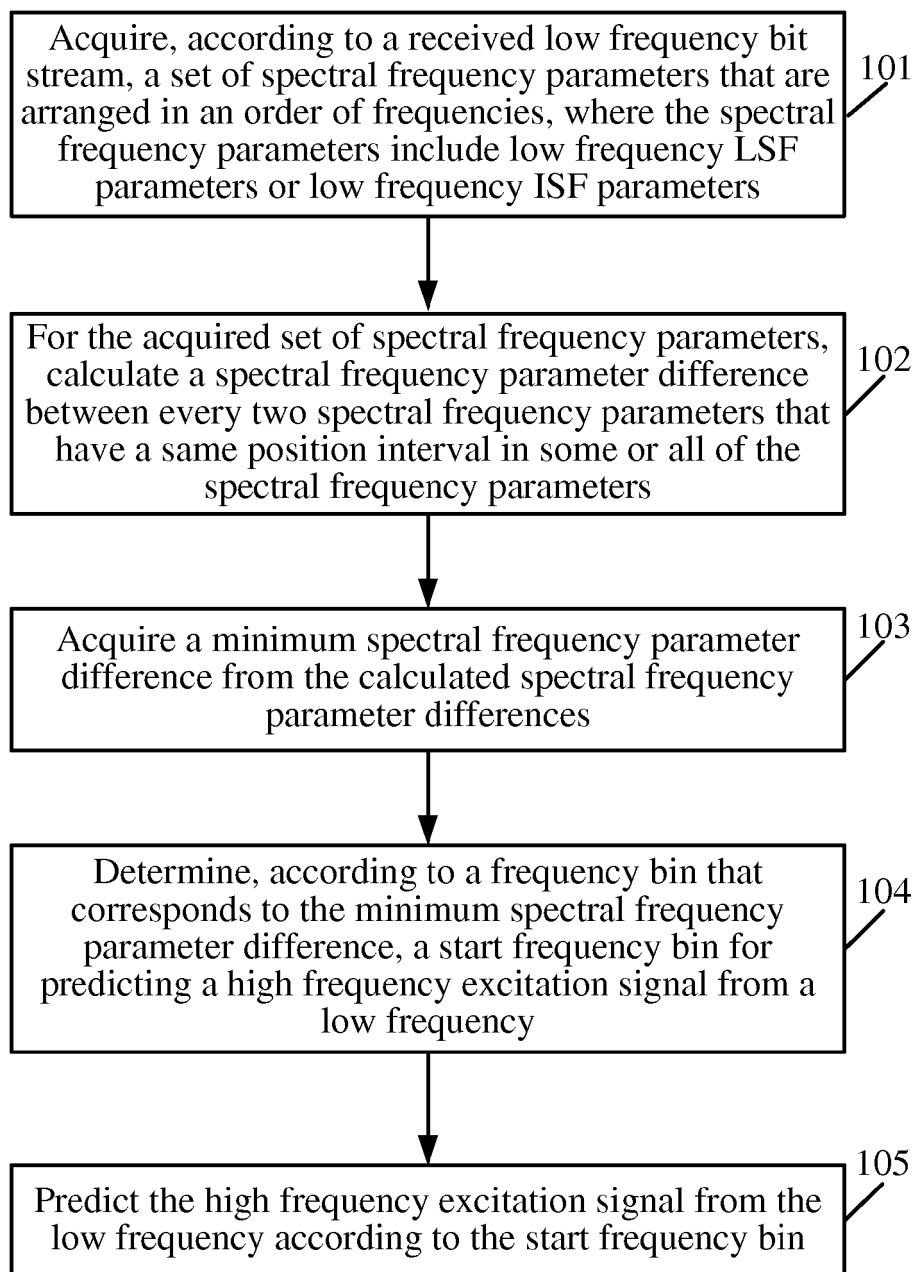 Acquire, according to a received low frequency bit
stream, a set of spectral frequency parameters that are
arranged in an order of frequencies, where the spectral
frequency parameters include low frequency LSF
parameters or low frequency ISF parameters
101
For the acquired set of spectral frequency parameters,
calculate a spectral frequency parameter difference
between every two spectral frequency parameters that
have a same position interval in some or all of the
spectral frequency parameters
102
Acquire a minimum spectral frequency parameter
difference from the calculated spectral frequency
parameter differences
103
Determine, according to a frequency bin that
corresponds to the minimum spectral frequency
parameter difference, a start frequency bin for
predicting a high frequency excitation signal from a
low frequency
104
Predict the high frequency excitation signal from the
low frequency according to the start frequency bin
105